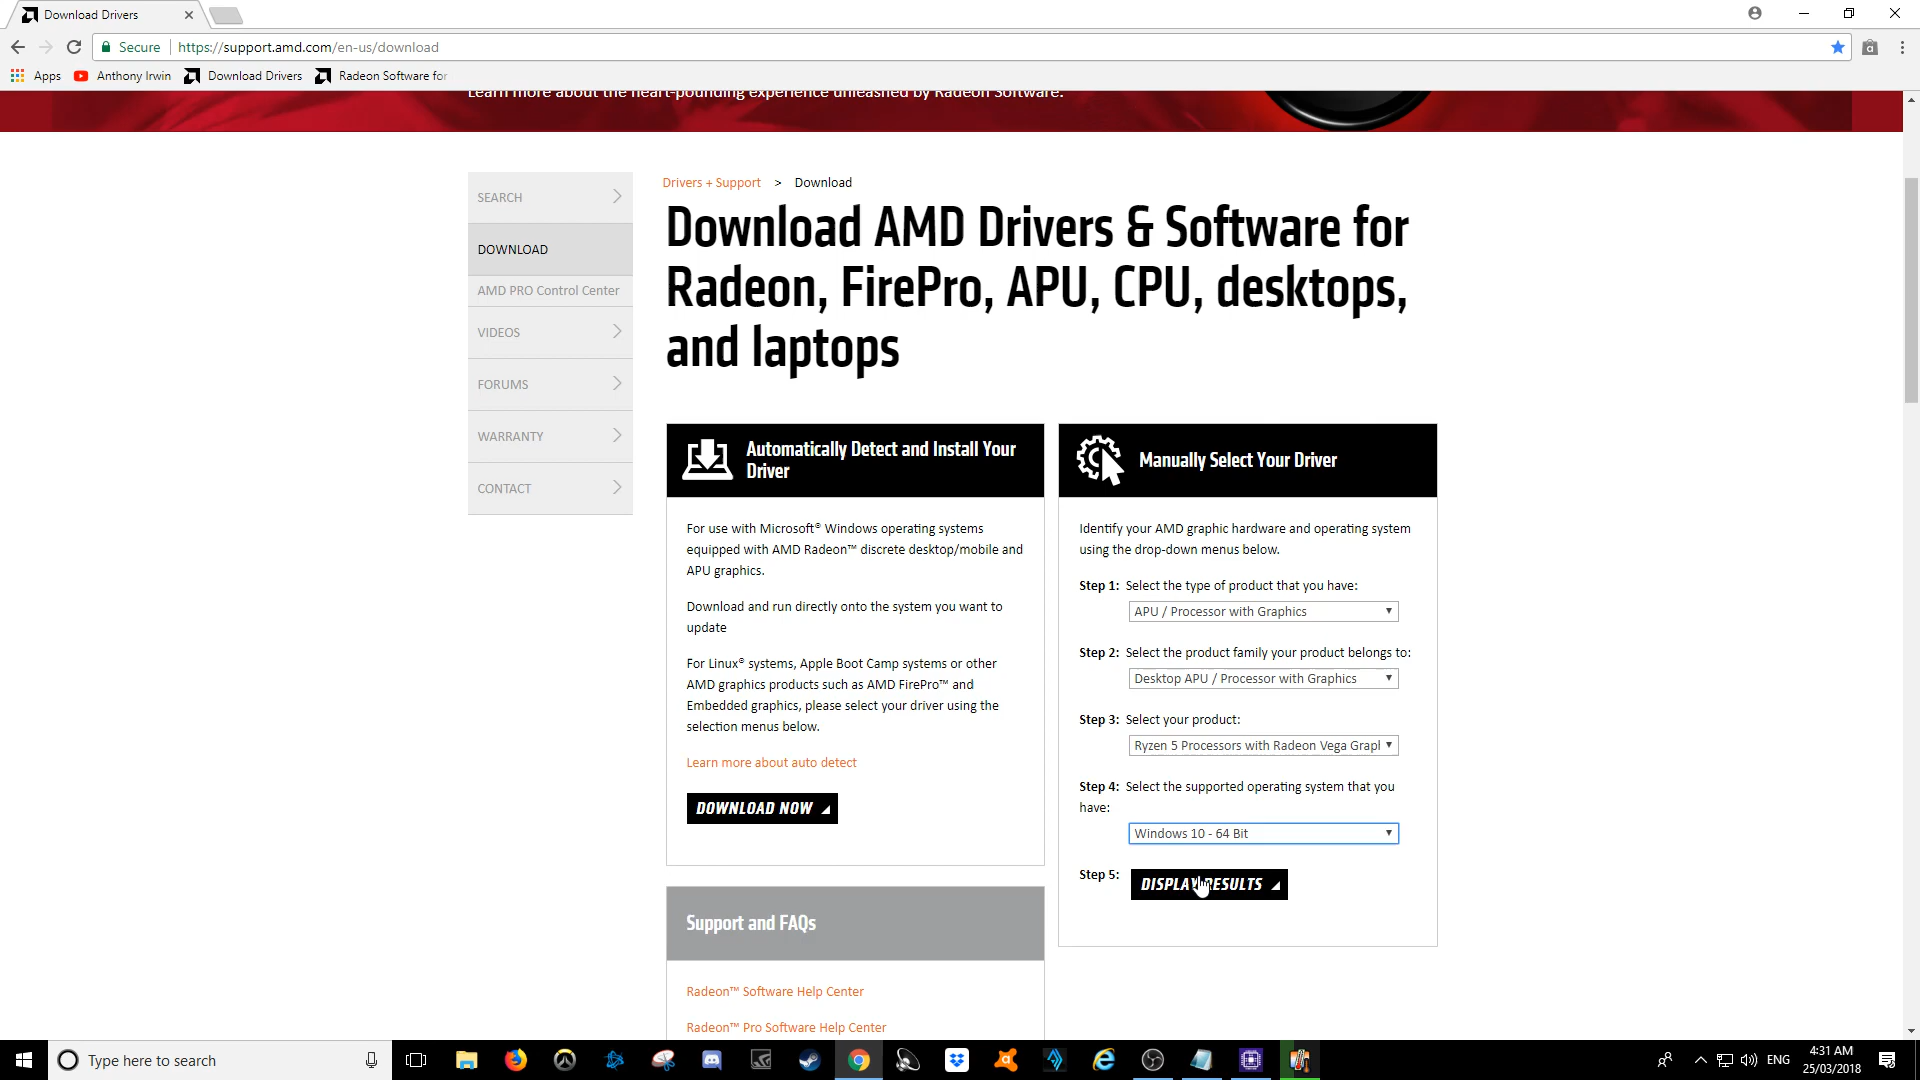 Download Drivers
Secure https://support.amd.com/en-us/download
Apps Anthony Irwin Download Drivers Radeon Software for
Learn more about the heart-pounding experience unleashed by Radeon Software.
SEARCH
DOWNLOAD
AMD PRO Control Center
VIDEOS
FORUMS
WARRANTY
CONTACT
Drivers + Support > Download
Download AMD Drivers & Software for
Radeon, FirePro, APU, CPU, desktops,
and laptops
Automatically Detect and Install Your
Driver
For use with Microsoft® Windows operating systems
equipped with AMD Radeon™ discrete desktop/mobile and
APU graphics.
Download and run directly onto the system you want to
update
For Linux® systems, Apple Boot Camp systems or other
AMD graphics products such as AMD FirePro™ and
Embedded graphics, please select your driver using the
selection menus below.
Learn more about auto detect
DOWNLOAD NOW
Support and FAQs
Radeon™ Software Help Center
Radeon™ Pro Software Help Center
Manually Select Your Driver
Identify your AMD graphic hardware and operating system
using the drop-down menus below.
Step 1: Select the type of product that you have:
APU / Processor with Graphics
Step 2: Select the product family your product belongs to:
Desktop APU / Processor with Graphics
Step 3: Select your product:
Ryzen 5 Processors with Radeon Vega Grapl
Step 4: Select the supported operating system that you
have:
Windows 10 - 64 Bit
Step 5: DISPLAY RESULTS
Type here to search
ENG
4:31 AM
25/03/2018